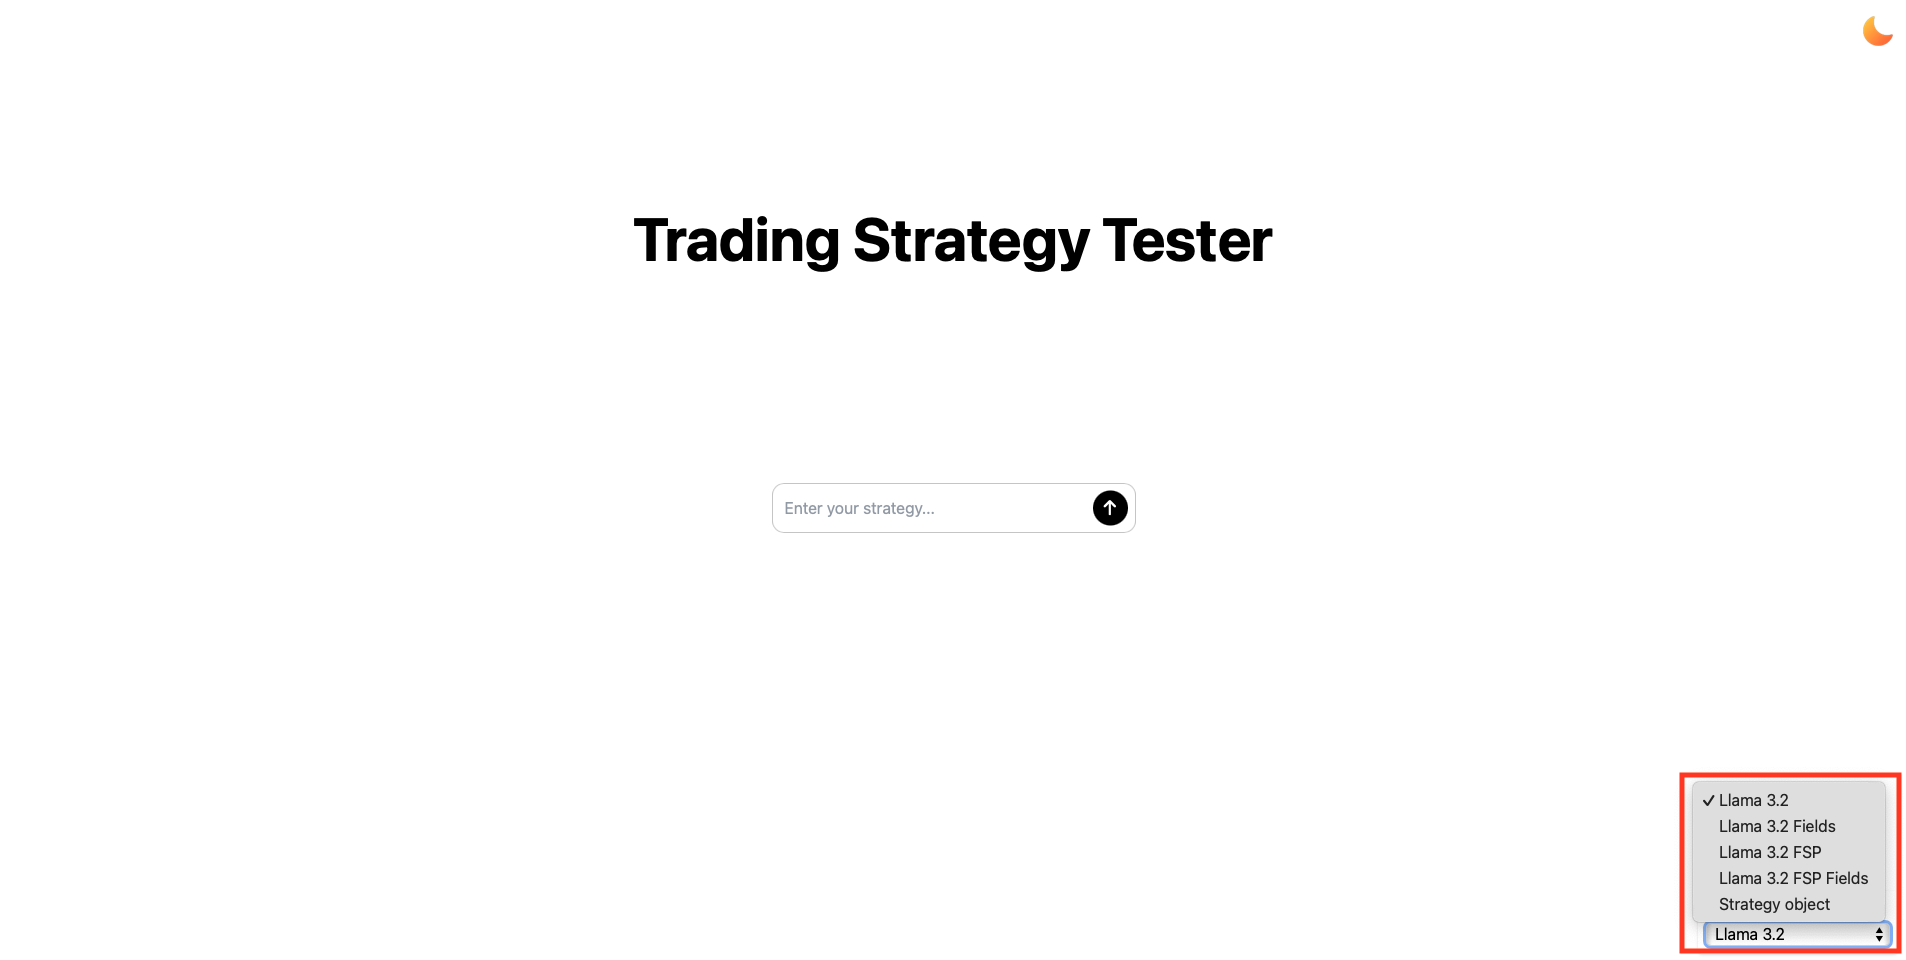 Trading Strategy Tester
Enter your strategy...
Llama 3.2
Llama 3.2 Fields
Llama 3.2 FSP
Llama 3.2 FSP Fields
Strategy object
Llama 3.2